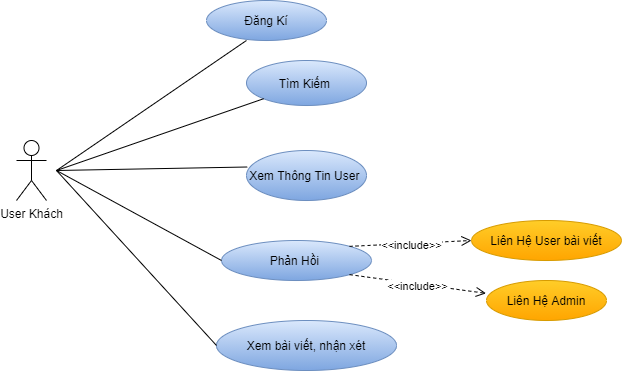 Đăng Kí
Tìm Kiếm
Xem Thông Tin User
User Khách
Phản Hồi
<<include>>
Liên Hệ User bài viết
<<include>>
Liên Hệ Admin
Xem bài viết, nhận xét